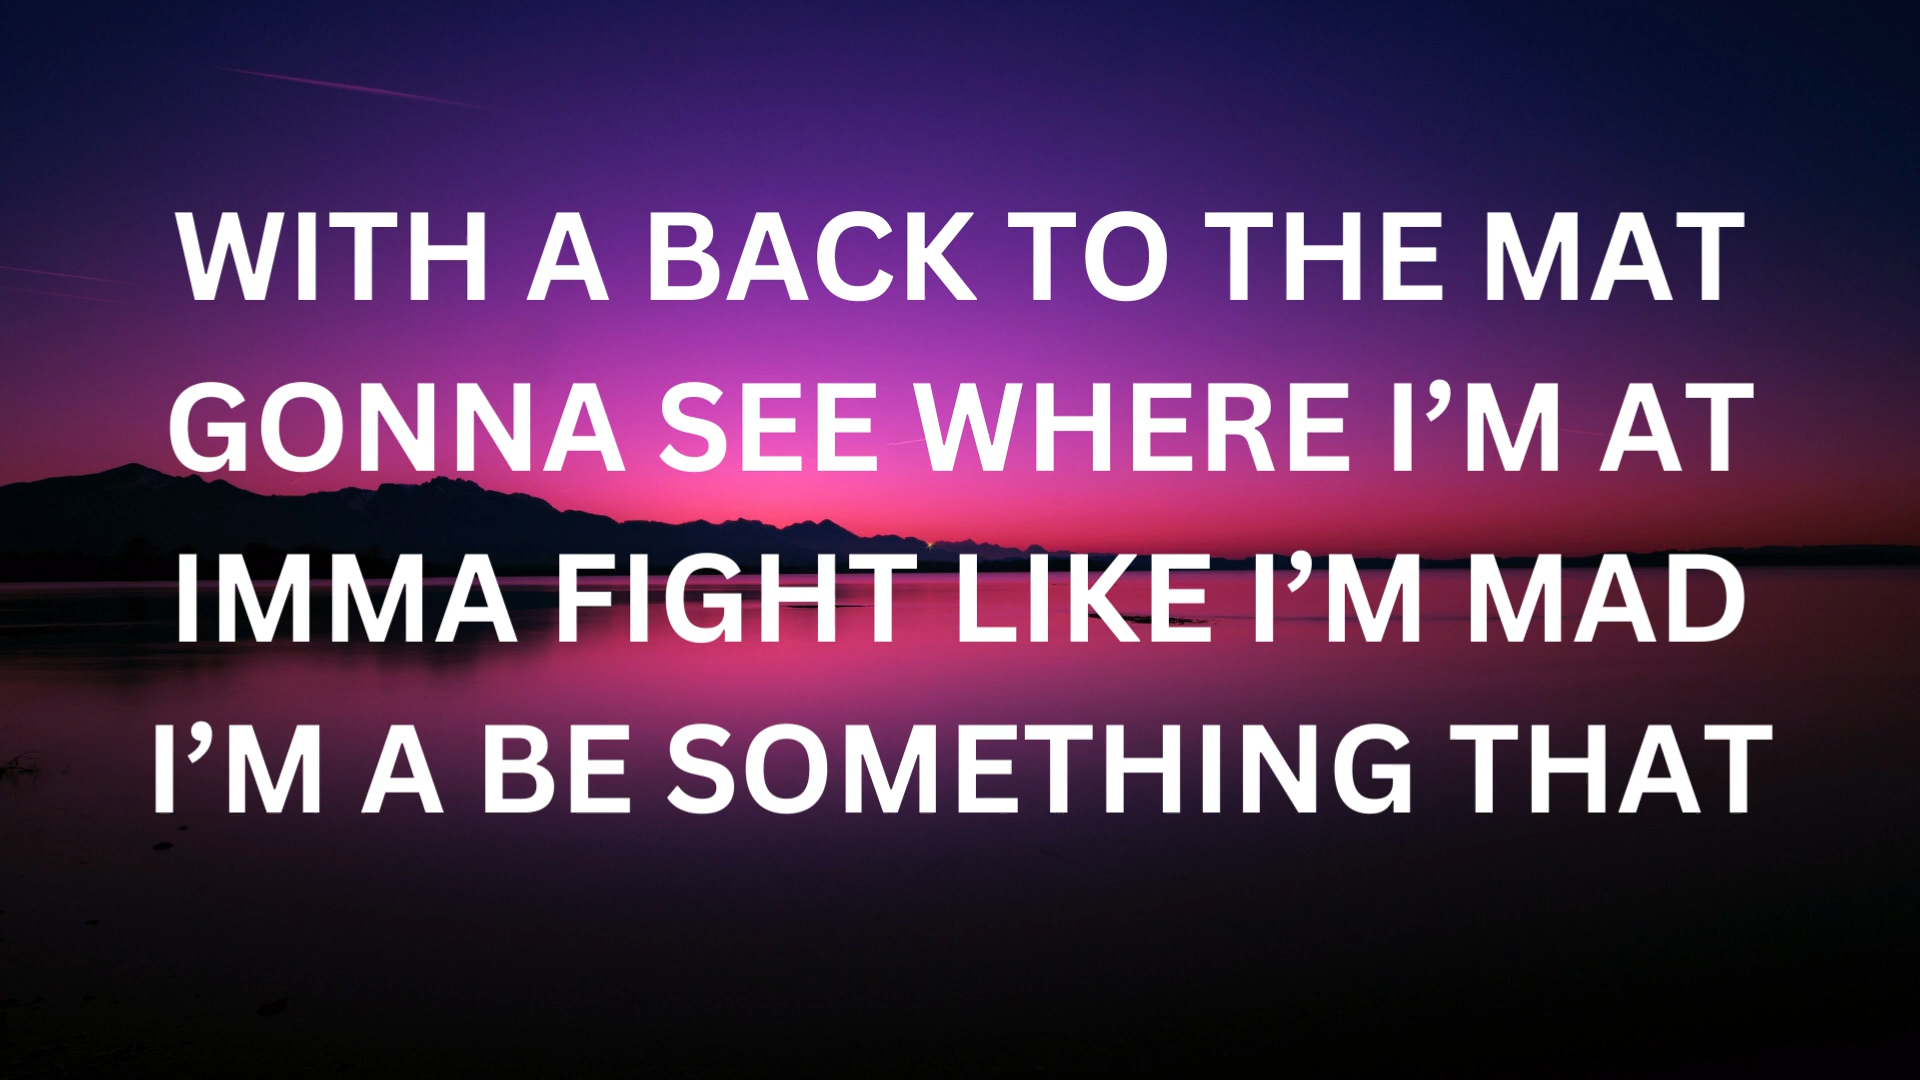 WITH A BACK TO THE MAT
GONNA SEE WHERE I’M AT
IMMA FIGHT LIKE I’M MAD
I’M A BE SOMETHING THAT